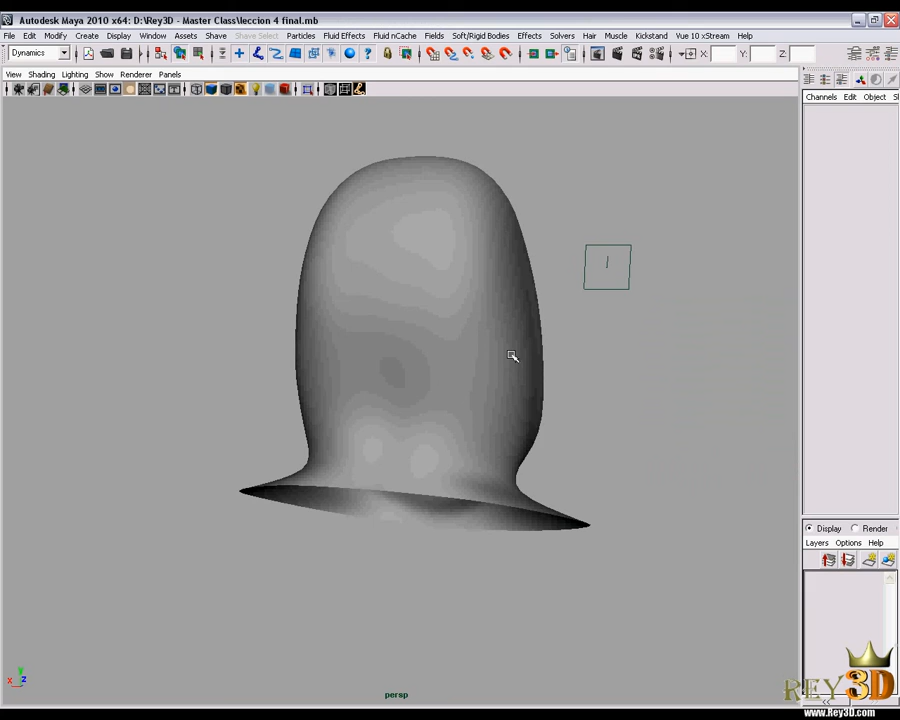 Autodesk Maya 2010 x64: D:\Rey3D - Master Class\leccion 4 final.mb
File Edit Modify Create Display Window Assets Shave Shave Select Particles Fluid Effects Fluid nCache Fields Soft/Rigid Bodies Effects Solvers Hair Muscle Kickstand Vue 10 xStream Help
Dynamics X: Y: Z:
View Shading Lighting Show Renderer Panels
Channels Edit Object
Display Render
Layers Options Help
y
x z
persp
REY3D
www.Rey3D.com